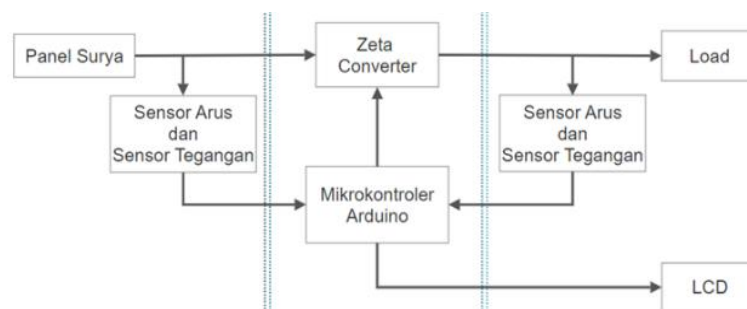 Panel Surya
Zeta
Converter
Load
Sensor Arus
dan
Sensor Tegangan
Sensor Arus
dan
Sensor Tegangan
Mikrokontroler
Arduino
LCD